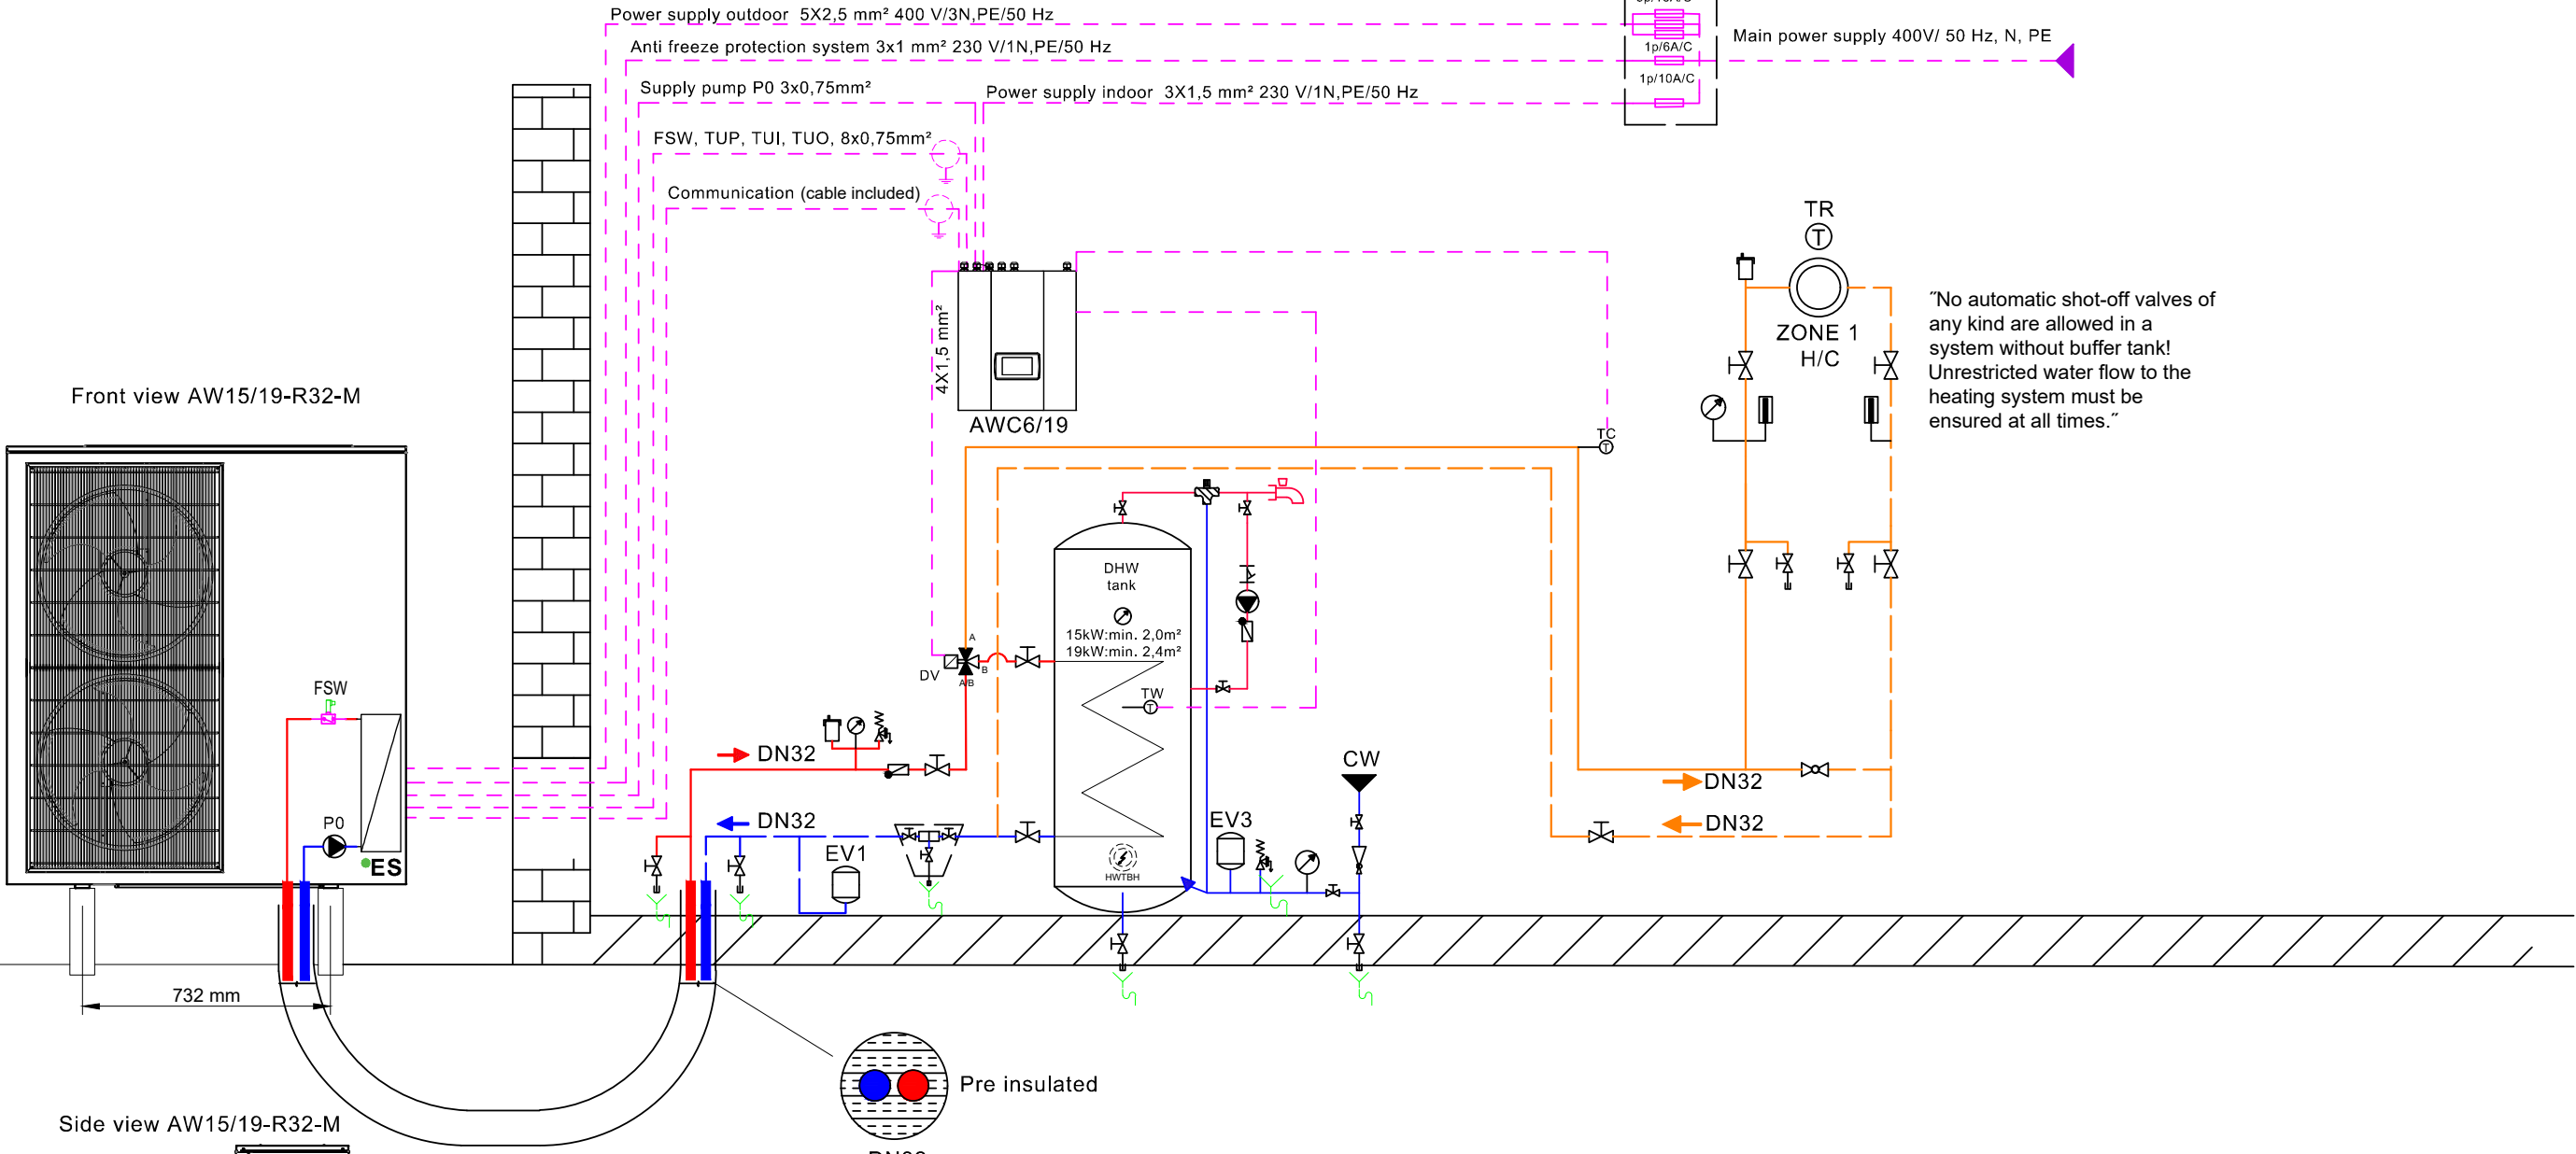 Power supply outdoor 5X2,5 mm² 400 V/3N,PE/50 Hz
Anti freeze protection system 3x1 mm² 230 V/1N,PE/50 Hz
1p/6A/C
Main power supply 400V/ 50 Hz, N, PE
1p/10A/C
Supply pump P0 3x0,75mm²
Power supply indoor 3X1,5 mm² 230 V/1N,PE/50 Hz
FSW, TUP, TUI, TUO, 8x0,75mm²
Communication (cable included)
TR
T
ZONE 1
H/C
˝No automatic shot-off valves of
any kind are allowed in a
system without buffer tank!
Unrestricted water flow to the
heating system must be
ensured at all times.˝
4X1,5 mm²
AWC6/19
Front view AW15/19-R32-M
TC
T
DHW
tank
15kW:min. 2,0m²
19kW:min. 2,4m²
A
B
A/B
DV
TW
T
FSW
P0
ES
DN32
DN32
EV1
HWTBH
EV3
CW
DN32
DN32
732 mm
Pre insulated
Side view AW15/19-R32-M